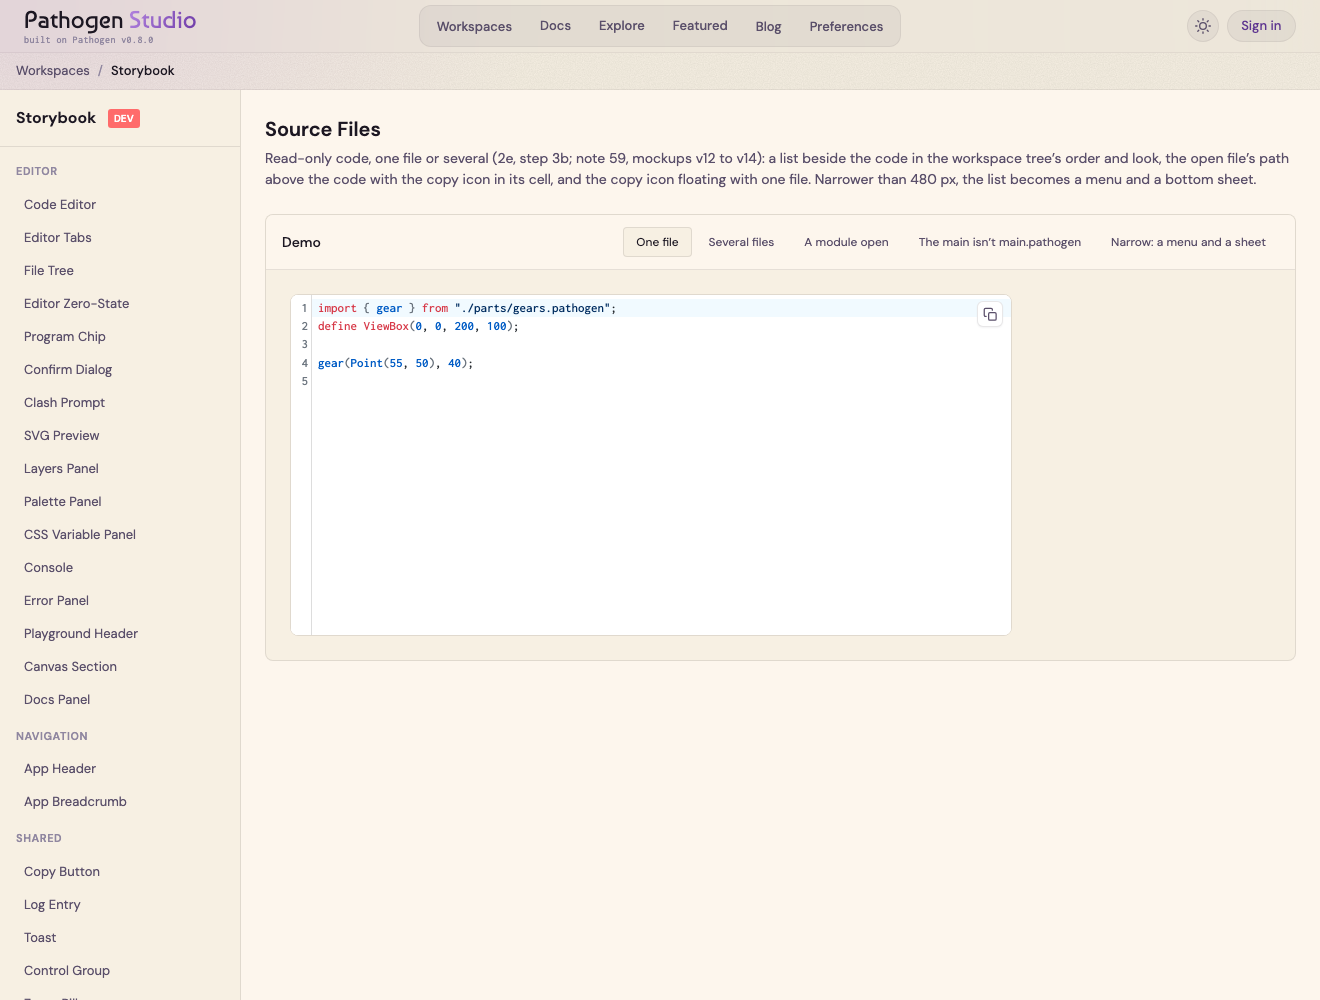 Pathogen Studio
built on Pathogen v0.8.0
Workspaces
Docs
Explore
Featured
Blog
Preferences
Sign in
Workspaces / Storybook
Storybook DEV
EDITOR
Code Editor
Editor Tabs
File Tree
Editor Zero-State
Program Chip
Confirm Dialog
Clash Prompt
SVG Preview
Layers Panel
Palette Panel
CSS Variable Panel
Console
Error Panel
Playground Header
Canvas Section
Docs Panel
NAVIGATION
App Header
App Breadcrumb
SHARED
Copy Button
Log Entry
Toast
Control Group
Source Files
Read-only code, one file or several (2e, step 3b; note 59, mockups v12 to v14): a list beside the code in the workspace tree’s order and look, the open file’s path
above the code with the copy icon in its cell, and the copy icon floating with one file. Narrower than 480 px, the list becomes a menu and a bottom sheet.
Demo
One file
Several files
A module open
The main isn’t main.pathogen
Narrow: a menu and a sheet
1 import { gear } from "./parts/gears.pathogen";
2 define ViewBox(0, 0, 200, 100);
3
4 gear(Point(55, 50), 40);
5